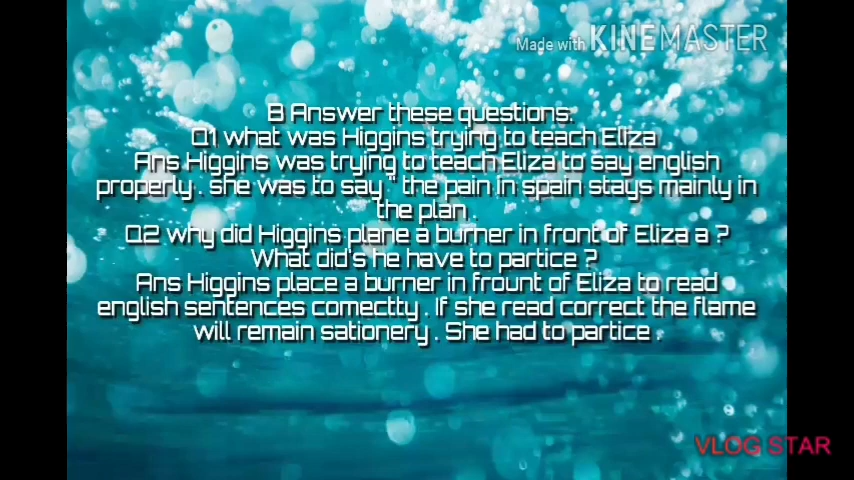 Made with KINEMASTER
B Answer these questions.
Q1 what was Higgins trying to teach Eliza
Ans Higgins was trying to teach Eliza to say english
properly . she was to say " the pain in spain stays mainly in
the plan .
Q2 why did Higgins plane a burner in front of Eliza a ?
What did's he have to partice ?
Ans Higgins place a burner in frount of Eliza to read
english sentences comectty . If she read correct the flame
will remain sationery . She had to partice .
VLOG STAR